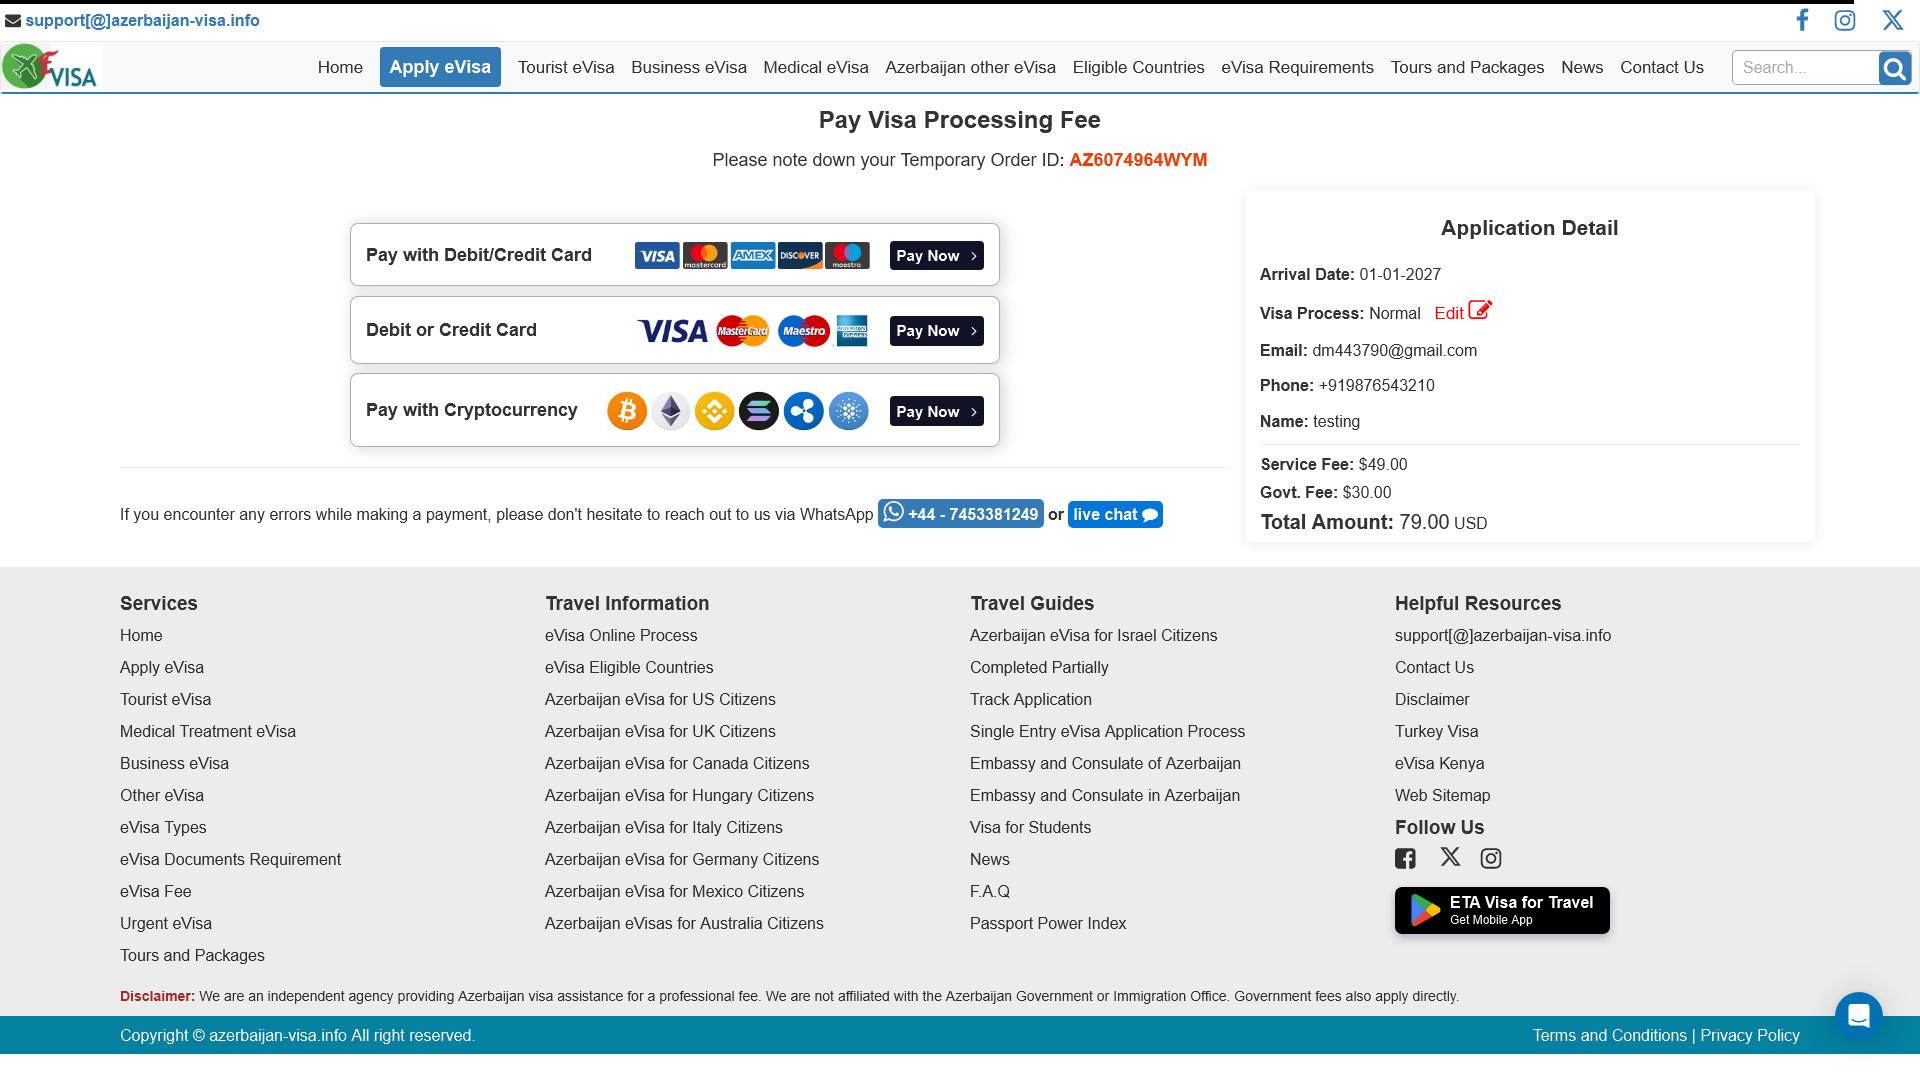 support[@]azerbaijan-visa.info
eVISA
Home Apply eVisa Tourist eVisa Business eVisa Medical eVisa Azerbaijan other eVisa Eligible Countries eVisa Requirements Tours and Packages News Contact Us Search...
Pay Visa Processing Fee
Please note down your Temporary Order ID: AZ6074964WYM
Pay with Debit/Credit Card VISA mastercard AMEX DISCOVER maestro Pay Now
Debit or Credit Card VISA MasterCard Maestro AMERICAN EXPRESS Pay Now
Pay with Cryptocurrency Pay Now
If you encounter any errors while making a payment, please don't hesitate to reach out to us via WhatsApp +44 - 7453381249 or live chat
Application Detail
Arrival Date: 01-01-2027
Visa Process: Normal Edit
Email: dm443790@gmail.com
Phone: +919876543210
Name: testing
Service Fee: $49.00
Govt. Fee: $30.00
Total Amount: 79.00 USD
Services
Home
Apply eVisa
Tourist eVisa
Medical Treatment eVisa
Business eVisa
Other eVisa
eVisa Types
eVisa Documents Requirement
eVisa Fee
Urgent eVisa
Tours and Packages
Travel Information
eVisa Online Process
eVisa Eligible Countries
Azerbaijan eVisa for US Citizens
Azerbaijan eVisa for UK Citizens
Azerbaijan eVisa for Canada Citizens
Azerbaijan eVisa for Hungary Citizens
Azerbaijan eVisa for Italy Citizens
Azerbaijan eVisa for Germany Citizens
Azerbaijan eVisa for Mexico Citizens
Azerbaijan eVisas for Australia Citizens
Travel Guides
Azerbaijan eVisa for Israel Citizens
Completed Partially
Track Application
Single Entry eVisa Application Process
Embassy and Consulate of Azerbaijan
Embassy and Consulate in Azerbaijan
Visa for Students
News
F.A.Q
Passport Power Index
Helpful Resources
support[@]azerbaijan-visa.info
Contact Us
Disclaimer
Turkey Visa
eVisa Kenya
Web Sitemap
Follow Us
ETA Visa for Travel
Get Mobile App
Disclaimer: We are an independent agency providing Azerbaijan visa assistance for a professional fee. We are not affiliated with the Azerbaijan Government or Immigration Office. Government fees also apply directly.
Copyright © azerbaijan-visa.info All right reserved.
Terms and Conditions | Privacy Policy